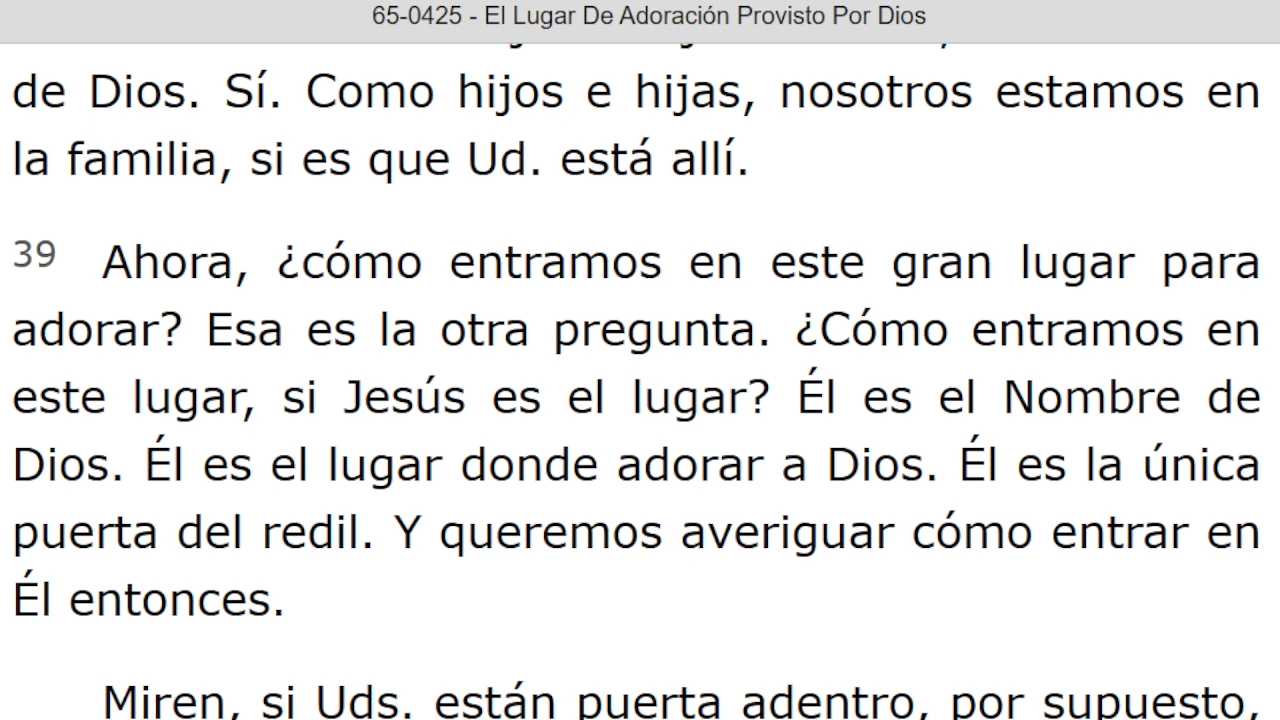 65-0425 - El Lugar De Adoración Provisto Por Dios
de Dios. Sí. Como hijos e hijas, nosotros estamos en
la familia, si es que Ud. está allí.
39 Ahora, ¿cómo entramos en este gran lugar para
adorar? Esa es la otra pregunta. ¿Cómo entramos en
este lugar, si Jesús es el lugar? Él es el Nombre de
Dios. Él es el lugar donde adorar a Dios. Él es la única
puerta del redil. Y queremos averiguar cómo entrar en
Él entonces.
Miren, si Uds. están puerta adentro, por supuesto,